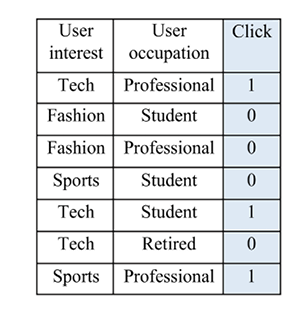 User interest User occupation Click
Tech Professional 1
Fashion Student 0
Fashion Professional 0
Sports Student 0
Tech Student 1
Tech Retired 0
Sports Professional 1